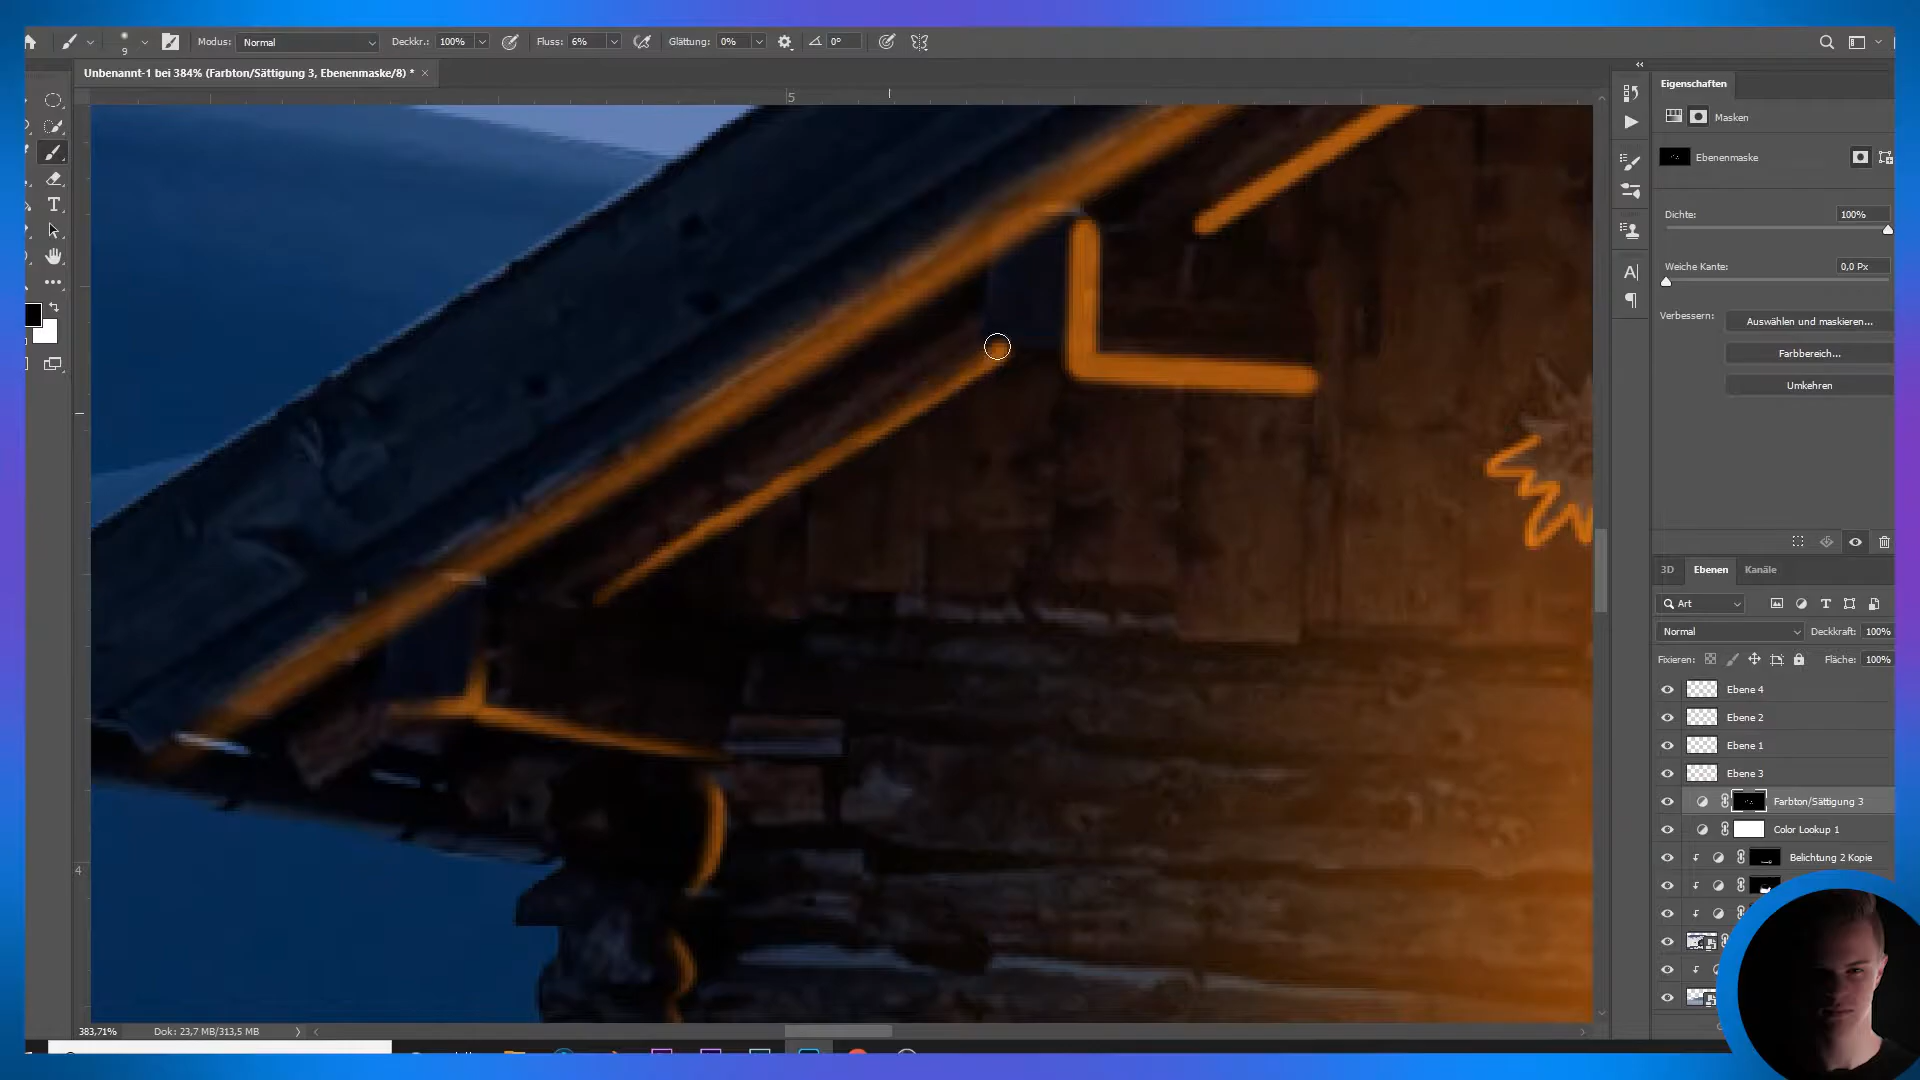 Modus: Normal Deckkr.: 100% Fluss: 6% Glättung: 0% 0°
9
Unbenannt-1 bei 384% (Farbton/Sättigung 3, Ebenenmaske/8) *
5
4
383,71% Dok: 23,7 MB/313,5 MB
Eigenschaften
Masken
Ebenenmaske
Dichte: 100%
Weiche Kante: 0,0 Px
Verbessern: Auswählen und maskieren...
Farbbereich...
Umkehren
3D Ebenen Kanäle
Art
Normal Deckkraft: 100%
Fixieren: Fläche: 100%
Ebene 4
Ebene 2
Ebene 1
Ebene 3
Farbton/Sättigung 3
Color Lookup 1
Belichtung 2 Kopie